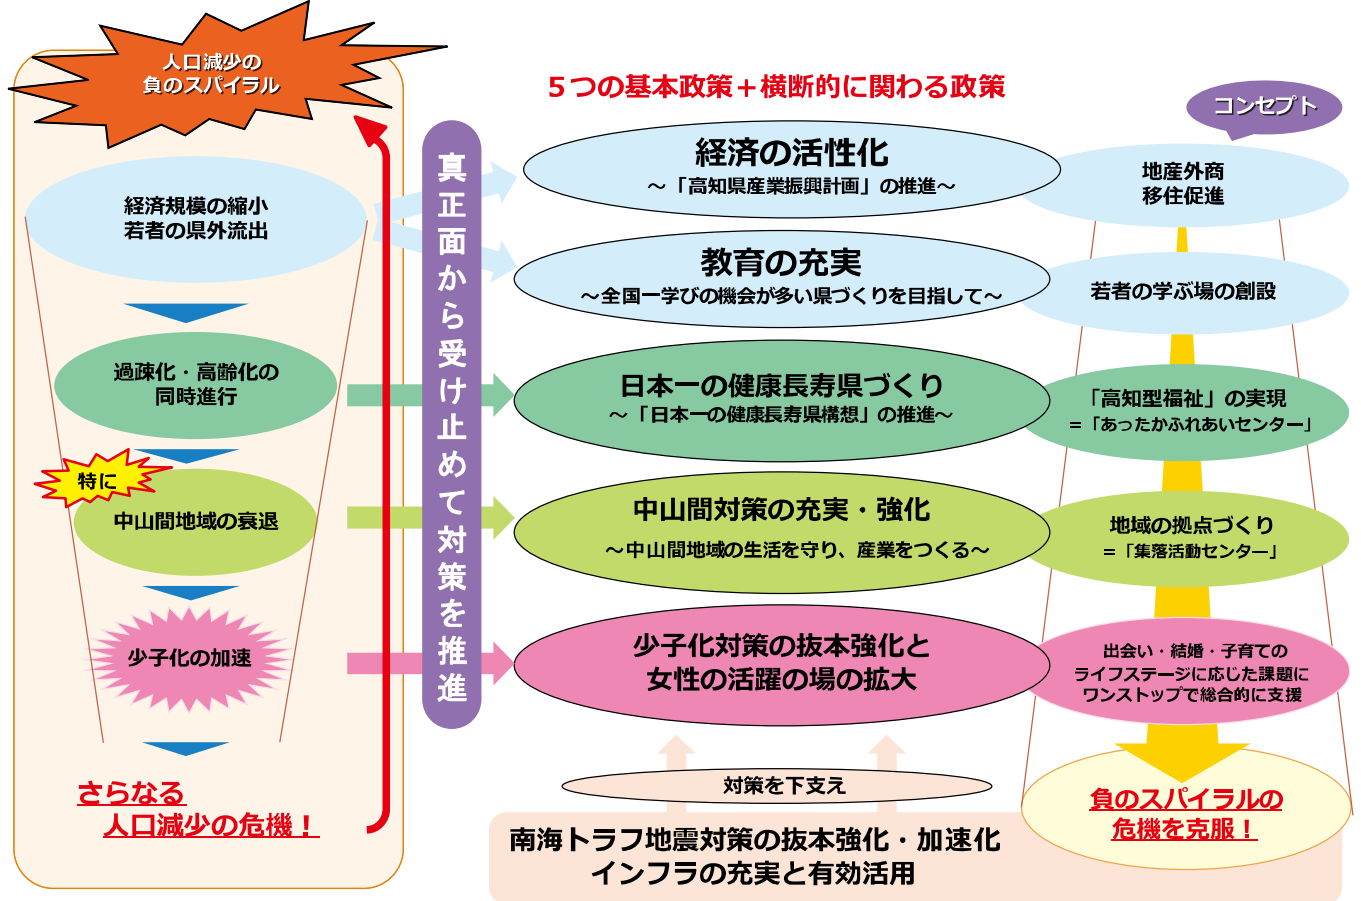 人口減少の
負のスパイラル
経済規模の縮小
若者の県外流出
過疎化・高齢化の
同時進行
特に
中山間地域の衰退
少子化の加速
さらなる
人口減少の危機！
真正面から受け止めて対策を推進
５つの基本政策＋横断的に関わる政策
経済の活性化
～「高知県産業振興計画」の推進～
教育の充実
～全国一学びの機会が多い県づくりを目指して～
日本一の健康長寿県づくり
～「日本一の健康長寿県構想」の推進～
中山間対策の充実・強化
～中山間地域の生活を守り、産業をつくる～
少子化対策の抜本強化と
女性の活躍の場の拡大
対策を下支え
南海トラフ地震対策の抜本強化・加速化
インフラの充実と有効活用
コンセプト
地産外商
移住促進
若者の学ぶ場の創設
「高知型福祉」の実現
＝「あったかふれあいセンター」
地域の拠点づくり
＝「集落活動センター」
出会い・結婚・子育ての
ライフステージに応じた課題に
ワンストップで総合的に支援
負のスパイラルの
危機を克服！